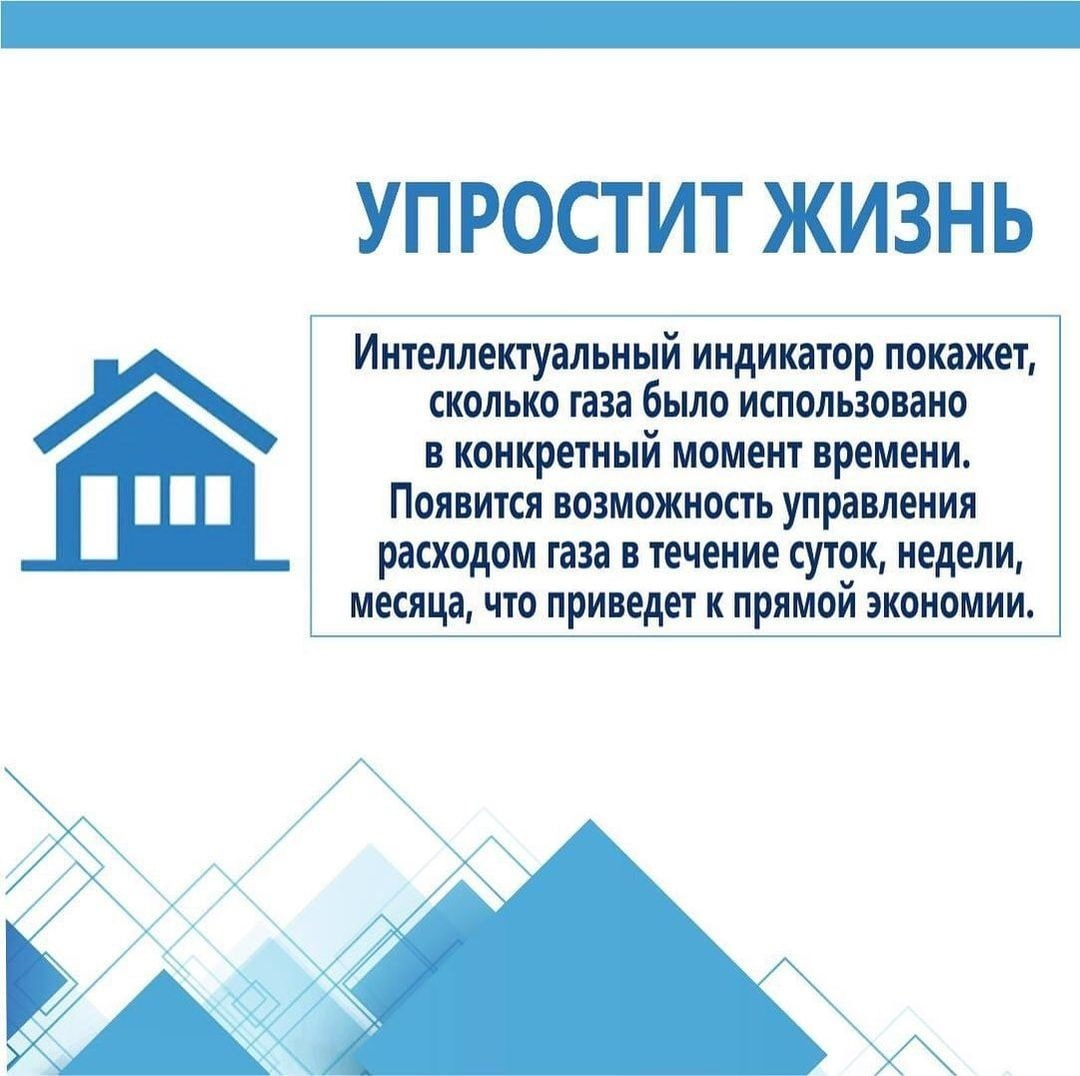 УПРОСТИТ ЖИЗНЬ
Интеллектуальный индикатор покажет,
сколько газа было использовано
в конкретный момент времени.
Появится возможность управления
расходом газа в течение суток, недели,
месяца, что приведет к прямой экономии.